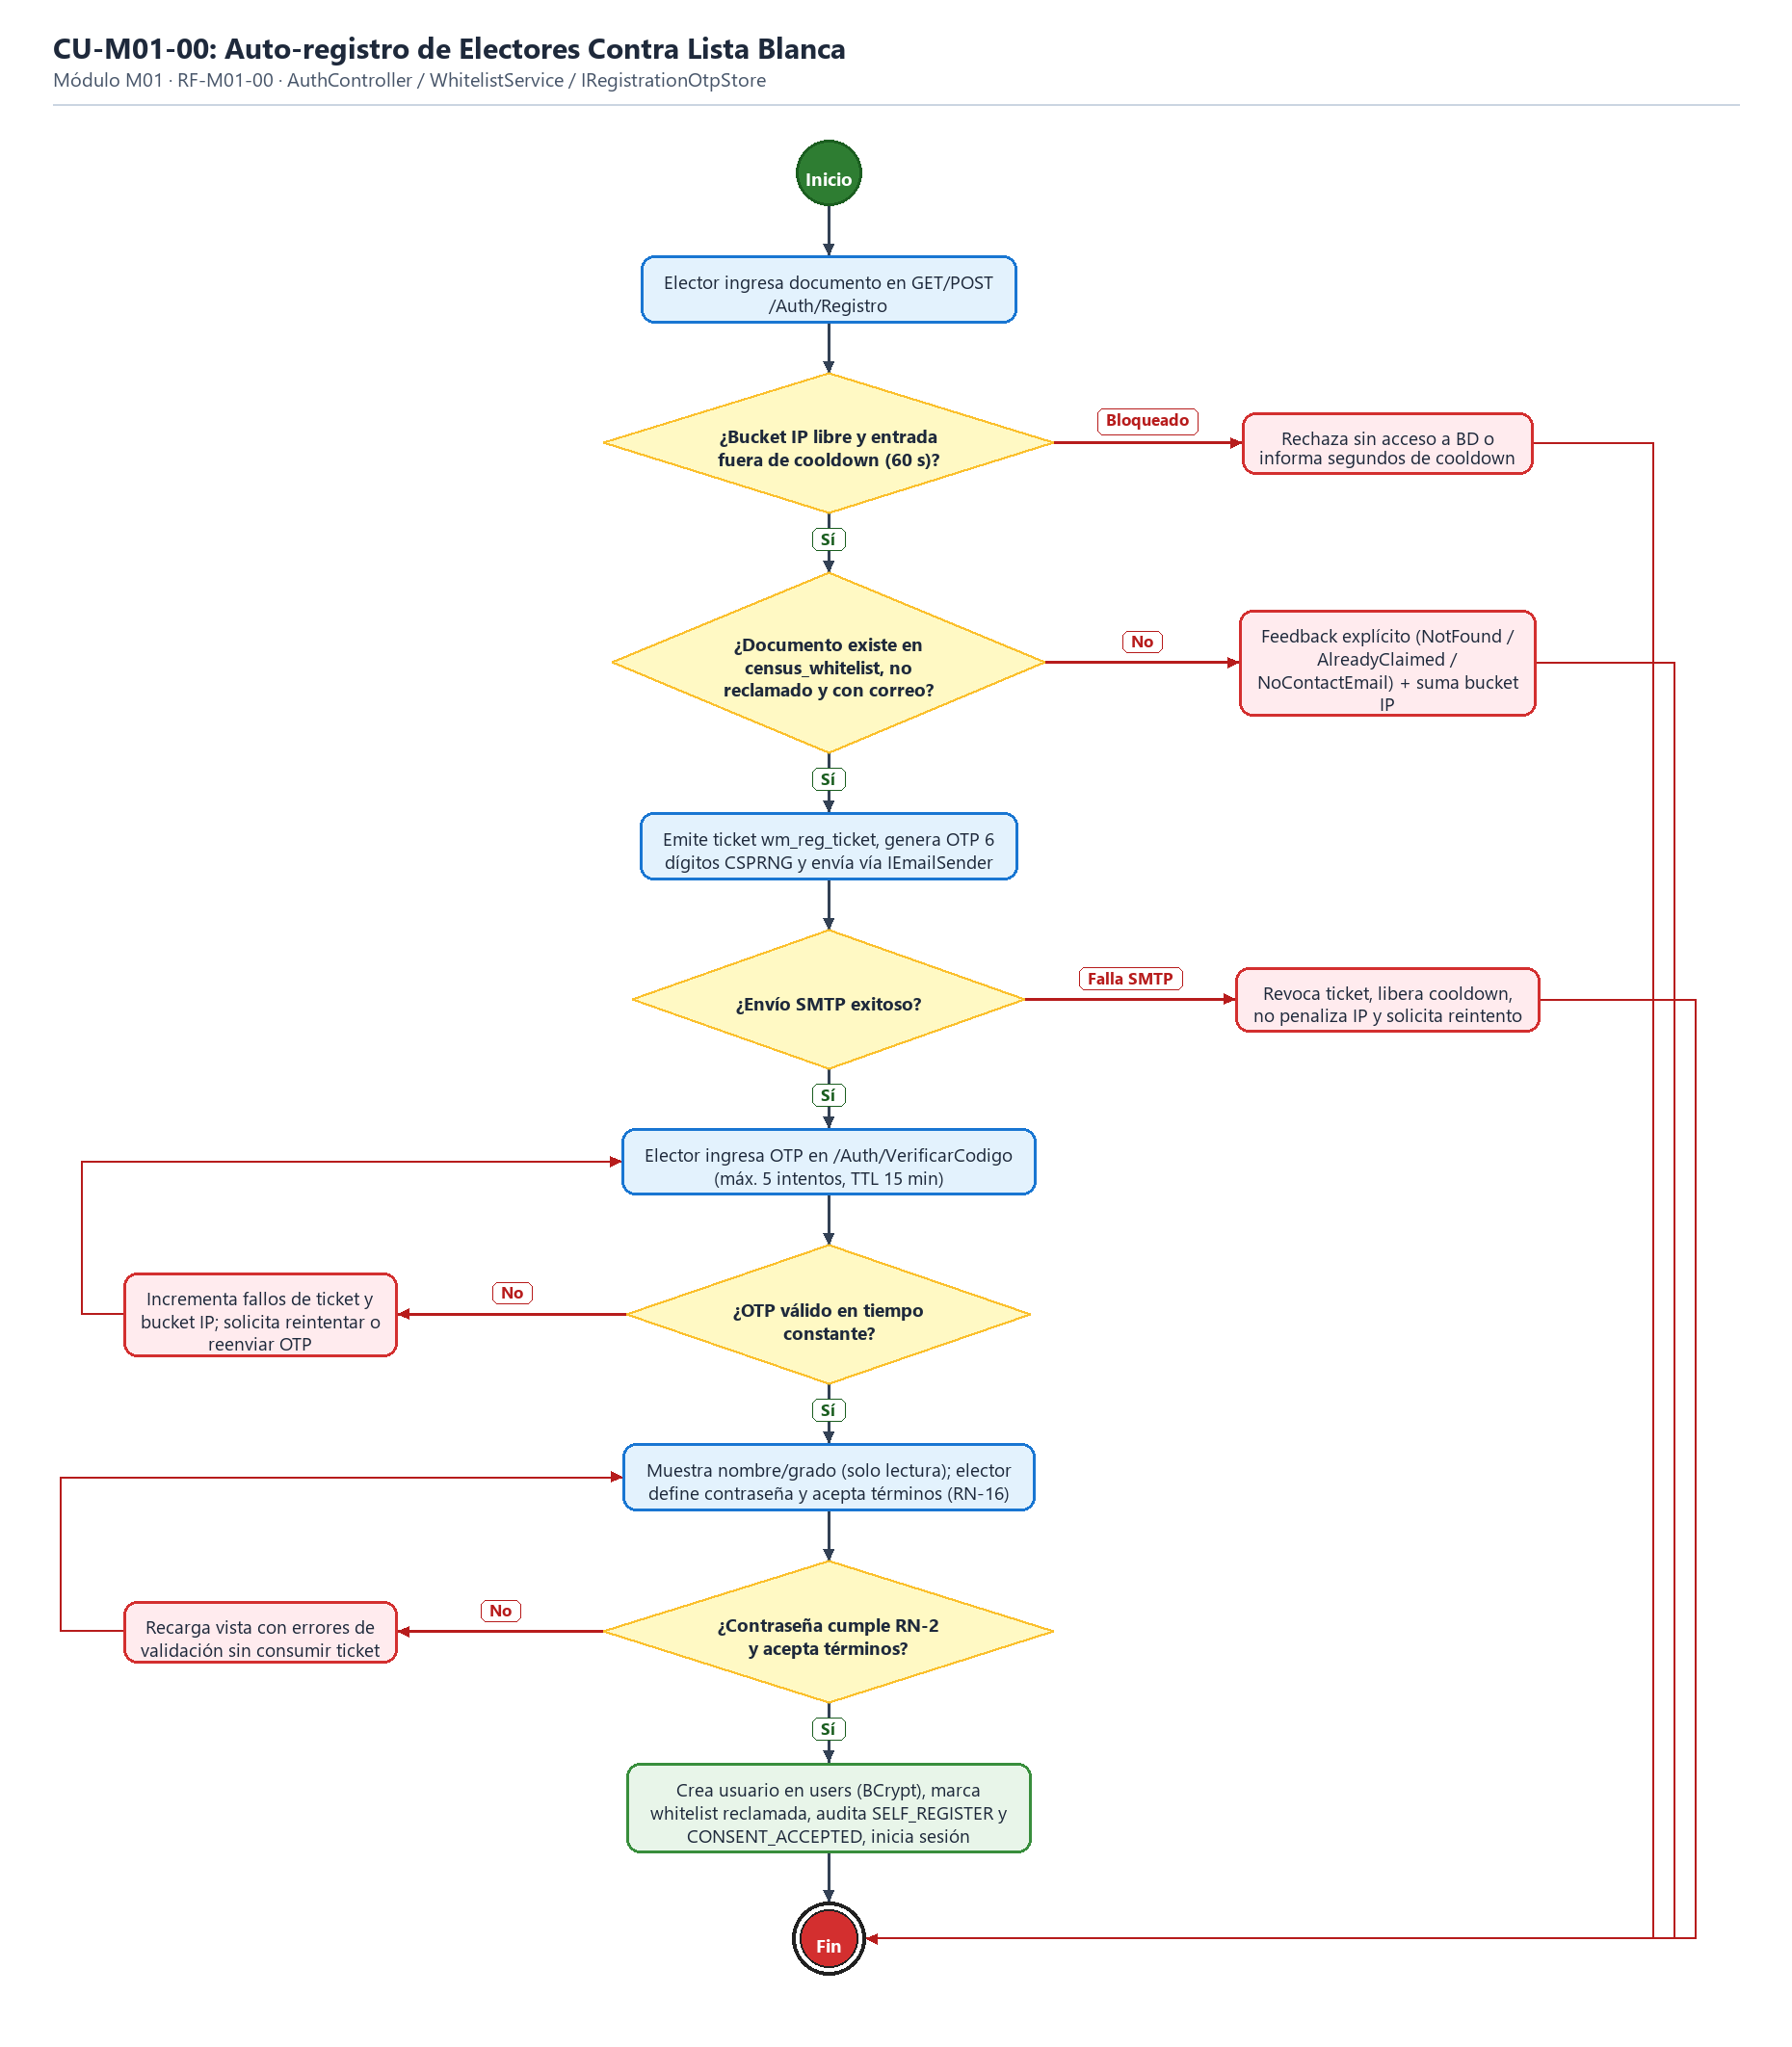 CU-M01-00: Auto-registro de Electores Contra Lista Blanca
Módulo M01 · RF-M01-00 · AuthController / WhitelistService / IRegistrationOtpStore
Inicio
Elector ingresa documento en GET/POST
/Auth/Registro
¿Bucket IP libre y entrada
fuera de cooldown (60 s)?
Bloqueado
Rechaza sin acceso a BD o
informa segundos de cooldown
Sí
¿Documento existe en
census_whitelist, no
reclamado y con correo?
No
Feedback explícito (NotFound /
AlreadyClaimed /
NoContactEmail) + suma bucket
IP
Sí
Emite ticket wm_reg_ticket, genera OTP 6
dígitos CSPRNG y envía vía IEmailSender
¿Envío SMTP exitoso?
Falla SMTP
Revoca ticket, libera cooldown,
no penaliza IP y solicita reintento
Sí
Elector ingresa OTP en /Auth/VerificarCodigo
(máx. 5 intentos, TTL 15 min)
¿OTP válido en tiempo
constante?
No
Incrementa fallos de ticket y
bucket IP; solicita reintentar o
reenviar OTP
Sí
Muestra nombre/grado (solo lectura); elector
define contraseña y acepta términos (RN-16)
¿Contraseña cumple RN-2
y acepta términos?
No
Recarga vista con errores de
validación sin consumir ticket
Sí
Crea usuario en users (BCrypt), marca
whitelist reclamada, audita SELF_REGISTER y
CONSENT_ACCEPTED, inicia sesión
Fin